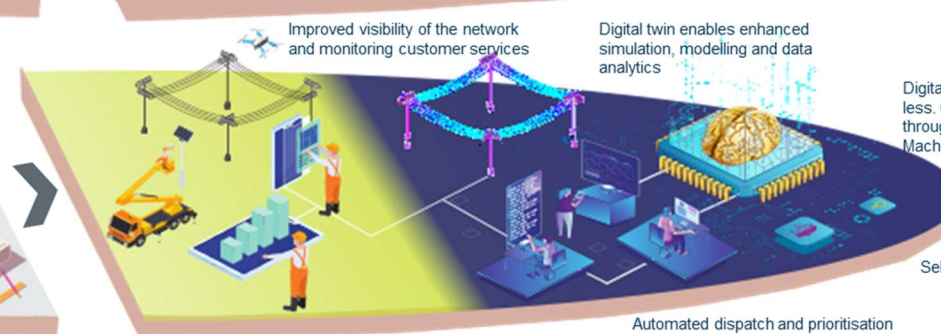 Improved visibility of the network
and monitoring customer services
Digital twin enables enhanced
simulation, modelling and data
analytics
less.
Automated dispatch and prioritisation